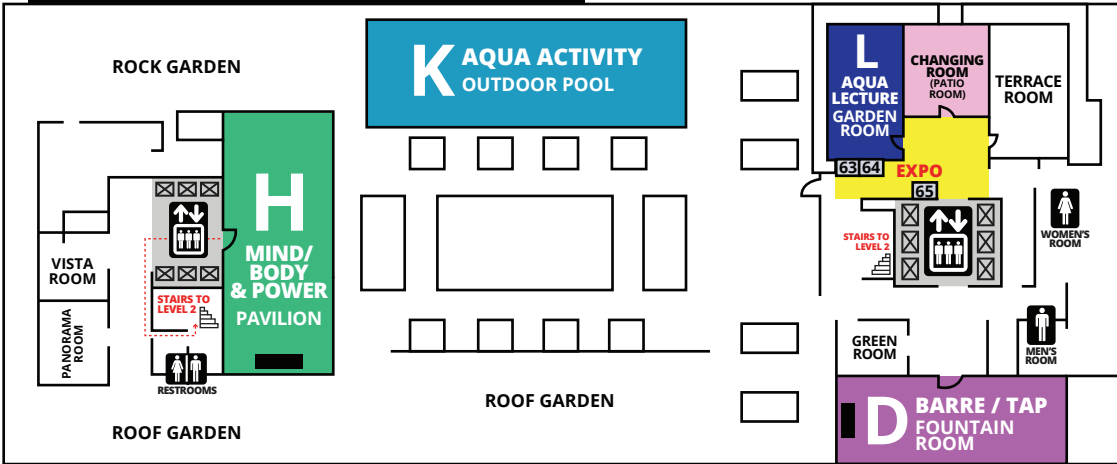 ROCK GARDEN
K
AQUA ACTIVITY
OUTDOOR POOL
L
AQUA
LECTURE
GARDEN
ROOM
CHANGING
ROOM
(PATIO
ROOM)
TERRACE
ROOM
63 64
EXPO
65
H
MIND/
BODY
& POWER
PAVILION
VISTA
ROOM
STAIRS TO
LEVEL 2
PANORAMA
ROOM
RESTROOMS
STAIRS TO
LEVEL 2
WOMEN'S
ROOM
GREEN
ROOM
MEN'S
ROOM
ROOF GARDEN
ROOF GARDEN
D
BARRE / TAP
FOUNTAIN
ROOM